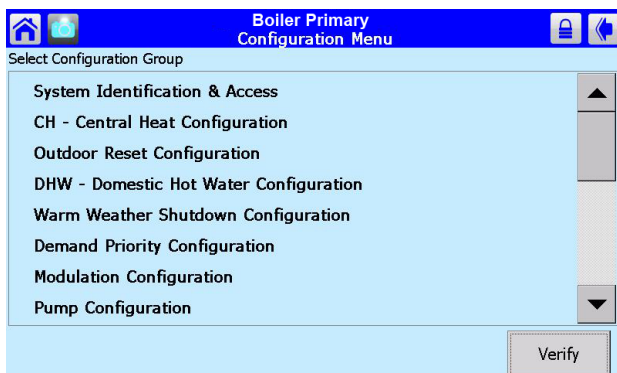 Boiler Primary
Configuration Menu
Select Configuration Group
System Identification & Access
CH - Central Heat Configuration
Outdoor Reset Configuration
DHW - Domestic Hot Water Configuration
Warm Weather Shutdown Configuration
Demand Priority Configuration
Modulation Configuration
Pump Configuration
Verify